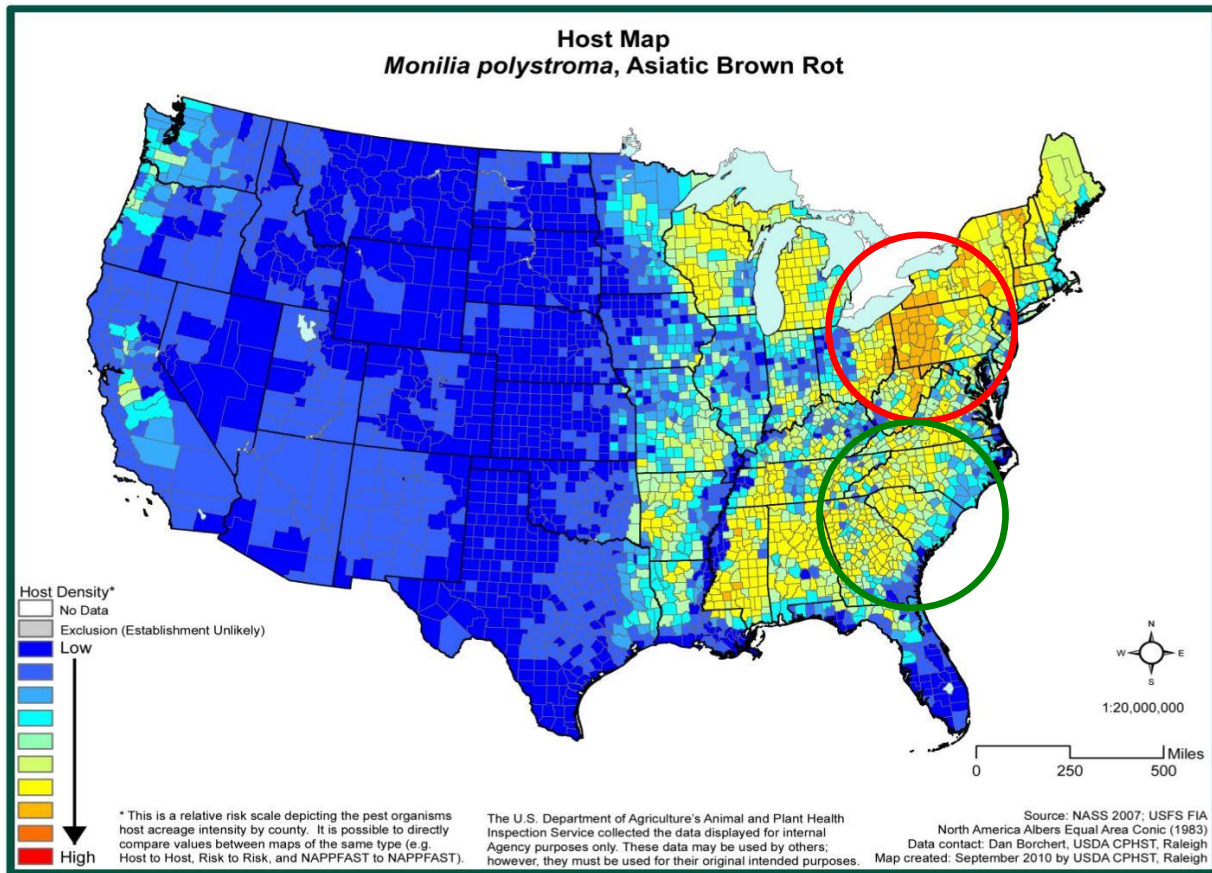 Host Map
Monilia polystroma, Asiatic Brown Rot
Host Density*
No Data
Exclusion (Establishment Unlikely)
Low
High
* This is a relative risk scale depicting the pest organisms
host acreage intensity by county. It is possible to directly
compare values between maps of the same type (e.g.
Host to Host, Risk to Risk, and NAPPFAST to NAPPFAST).
The U.S. Department of Agriculture's Animal and Plant Health
Inspection Service collected the data displayed for internal
Agency purposes only. These data may be used by others;
however, they must be used for their original intended purposes.
N
W E
S
1:20,000,000
Miles
0 250 500
Source: NASS 2007; USFS FIA
North America Albers Equal Area Conic (1983)
Data contact: Dan Borchert, USDA CPHST, Raleigh
Map created: September 2010 by USDA CPHST, Raleigh